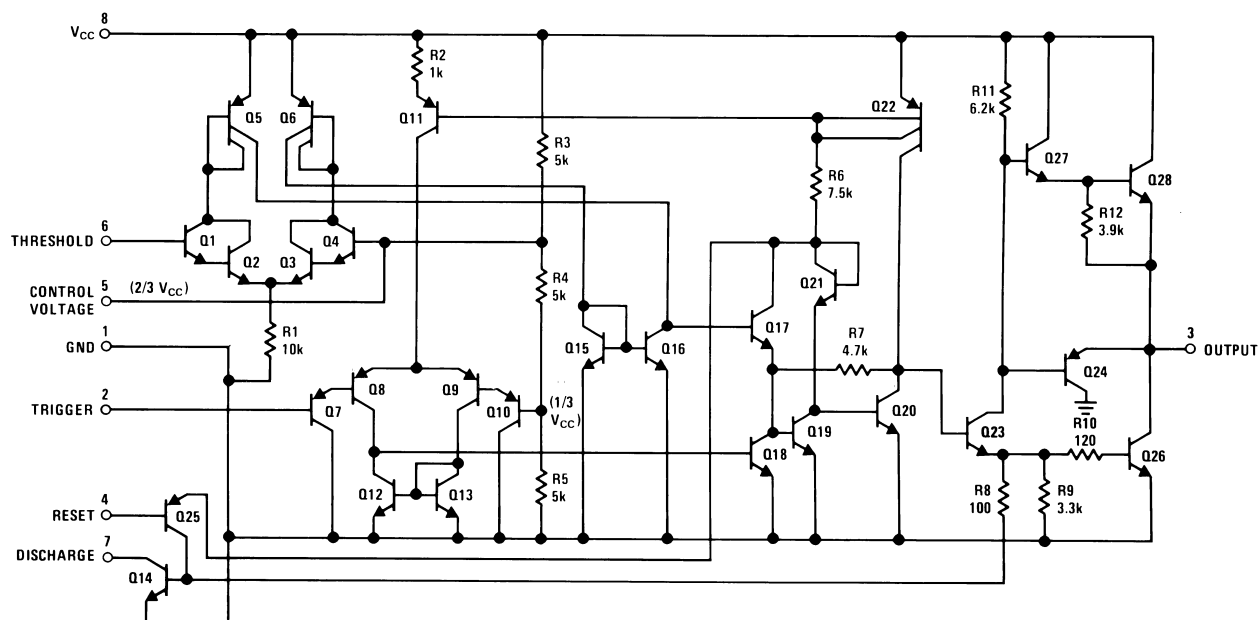 8
VCC
R2
1k
R11
6.2k
Q5
Q6
Q11
Q22
R3
5k
Q27
R6
7.5k
Q28
R12
3.9k
6
THRESHOLD
Q1
Q4
Q2
Q3
R4
5k
Q21
5
(2/3 VCC)
CONTROL
VOLTAGE
R1
10k
Q17
1
GND
Q15
Q16
R7
4.7k
3
OUTPUT
Q8
Q9
Q24
2
TRIGGER
Q7
Q10
(1/3
VCC)
Q19
Q20
Q23
R10
120
Q18
Q26
R5
5k
Q12
Q13
R8
100
R9
3.3k
4
RESET
Q25
7
DISCHARGE
Q14